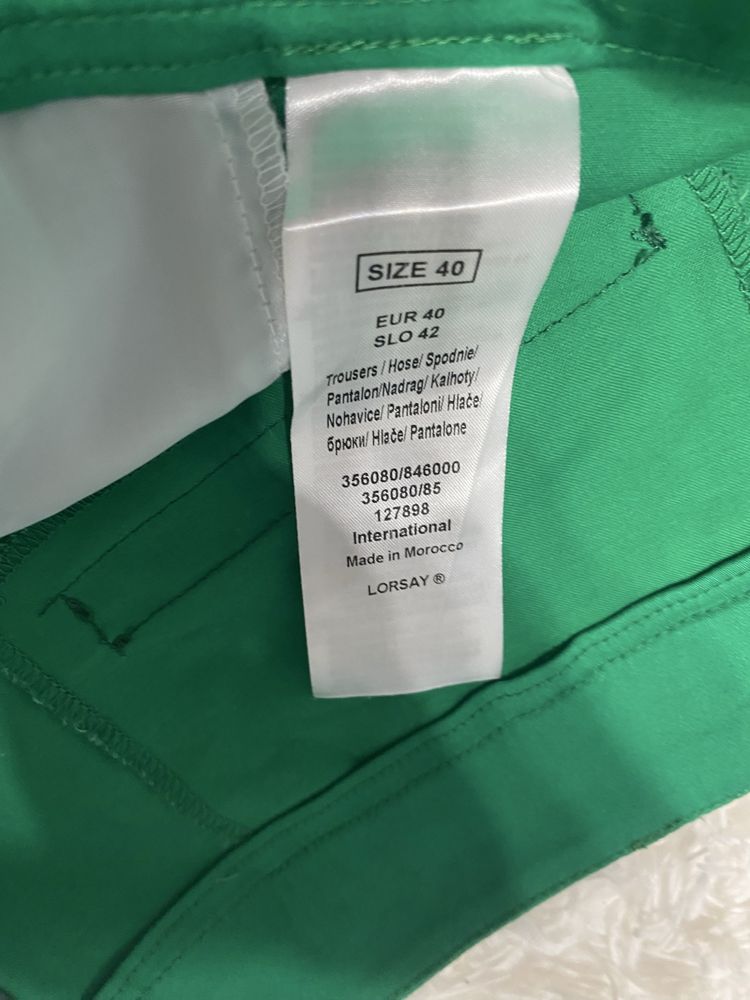 SIZE 40
EUR 40
SLO 42
Trousers / Hose/ Spodnie/
Pantalon/Nadrag/ Kalhoty/
Nohavice/ Pantaloni/ Hlače/
брюки/ Hlače/ Pantalone
356080/846000
356080/85
127898
International
Made in Morocco
LORSAY ®